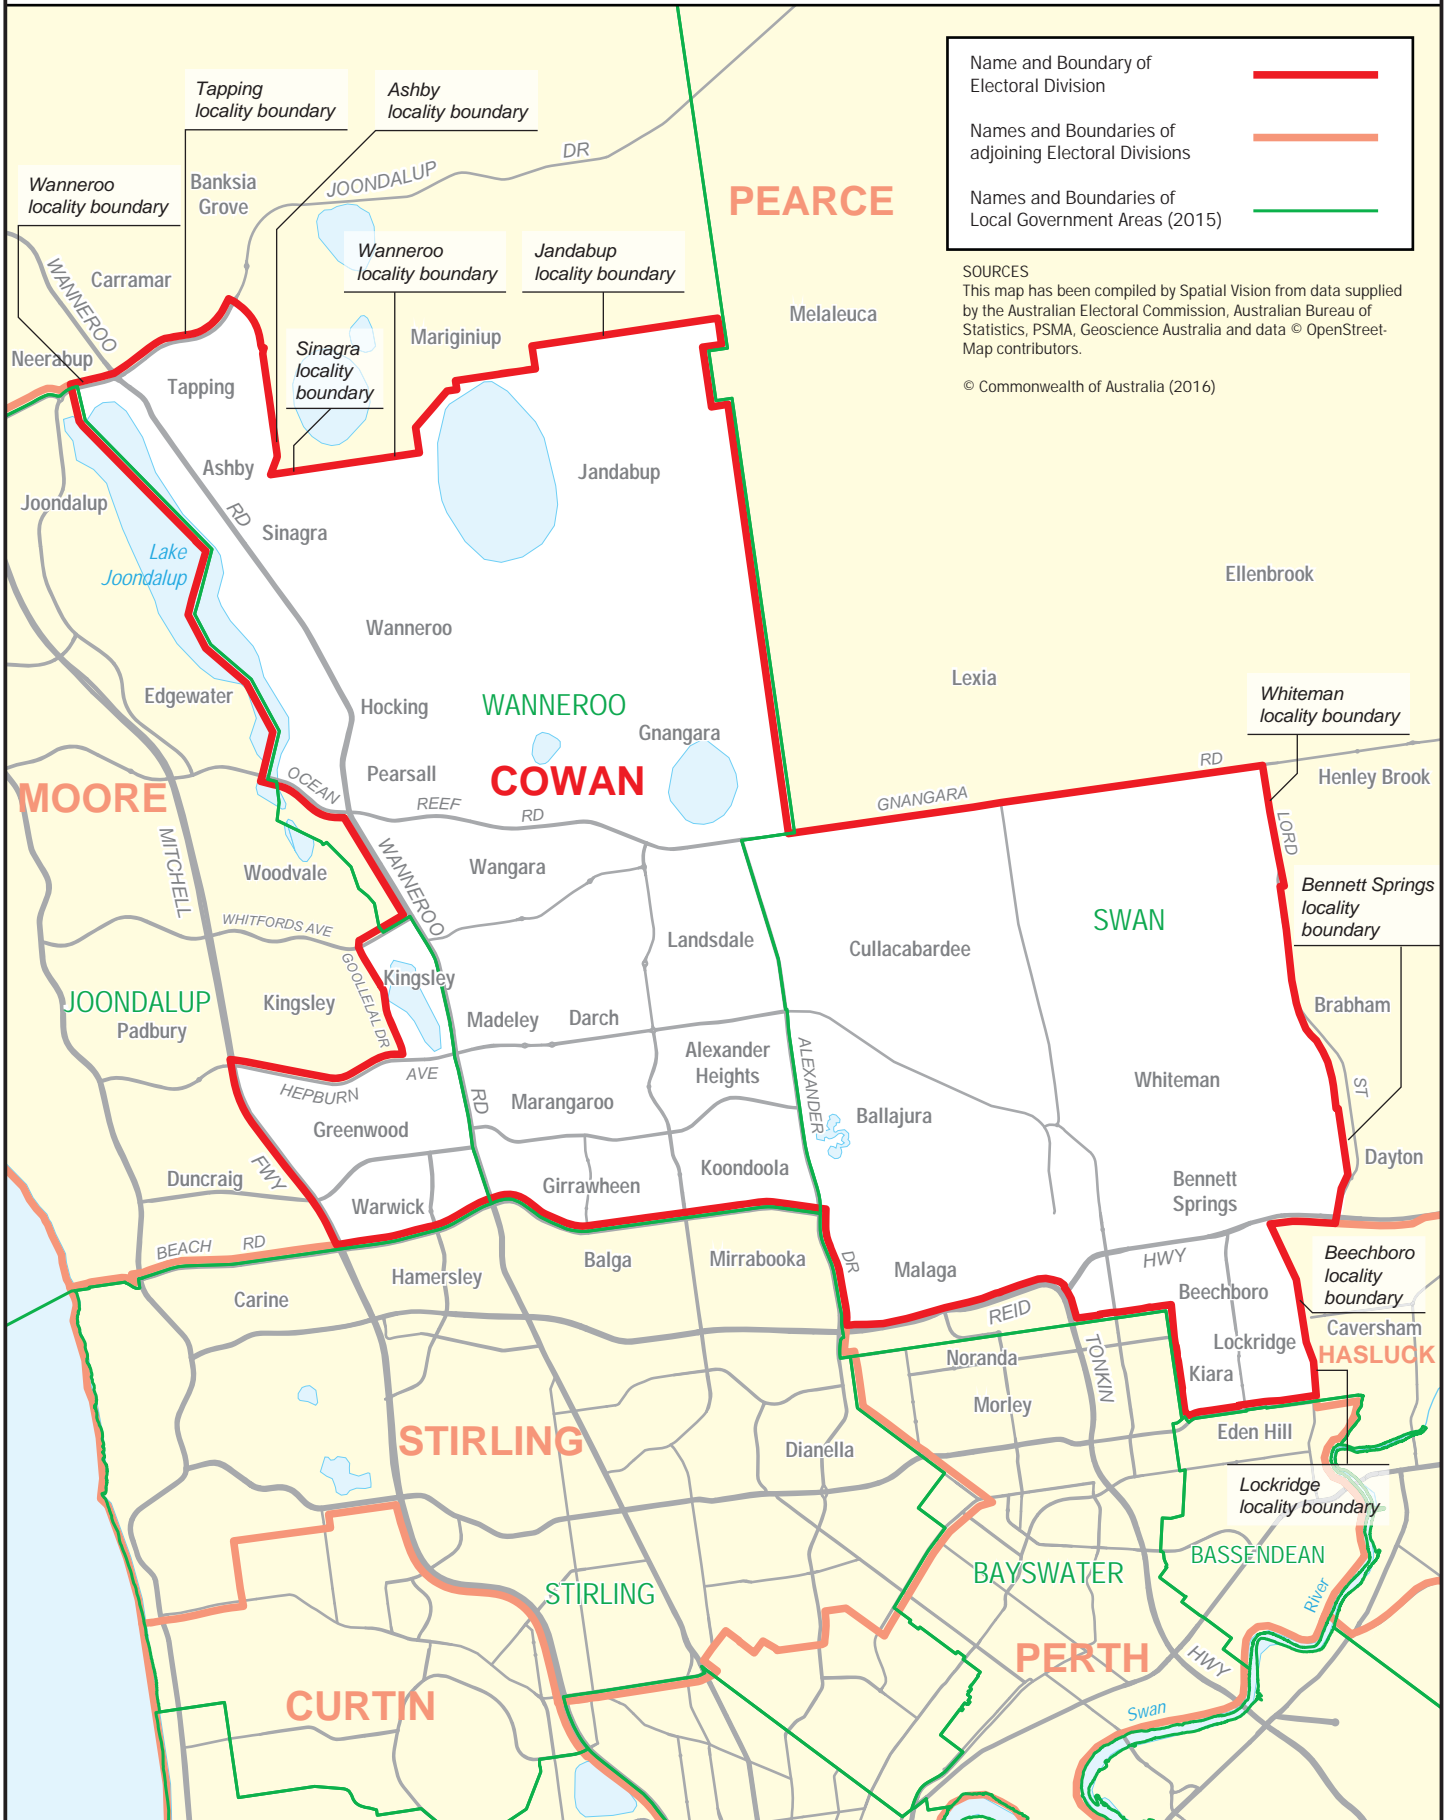 Name and Boundary of
Electoral Division
Names and Boundaries of
adjoining Electoral Divisions
Names and Boundaries of
Local Government Areas (2015)
SOURCES
This map has been compiled by Spatial Vision from data supplied
by the Australian Electoral Commission, Australian Bureau of
Statistics, PSMA, Geoscience Australia and data © OpenStreet-
Map contributors.
© Commonwealth of Australia (2016)
Tapping
locality boundary
Ashby
locality boundary
DR
JOONDALUP
Wanneroo
locality boundary
Banksia
Grove
PEARCE
Wanneroo
locality boundary
Jandabup
locality boundary
WANNEROO
Carramar
Melaleuca
Mariginiup
Neerabup
Sinagra
locality
boundary
Tapping
Ashby
Jandabup
Joondalup
RD
Sinagra
Lake
Joondalup
Ellenbrook
Wanneroo
Lexia
Edgewater
Hocking
WANNEROO
Gnangara
Whiteman
locality boundary
Pearsall
COWAN
OCEAN
REEF
RD
MOORE
GNANGARA
RD
Henley Brook
LORD
MITCHELL
WANNEROO
Woodvale
Wangara
Bennett Springs
locality
boundary
WHITFORDS AVE
SWAN
Landsdale
Cullacabardee
GOOLLELAL DR
Kingsley
Kingsley
JOONDALUP
Padbury
Brabham
Madeley
Darch
Alexander
Heights
ALEXANDER
AVE
HEPBURN
RD
Whiteman
ST
Marangaroo
Ballajura
Greenwood
Dayton
Duncraig
FWY
Koondoola
Girrawheen
Bennett
Springs
Warwick
BEACH
RD
Balga
Mirrabooka
DR
Malaga
HWY
Beechboro
locality
boundary
Hamersley
Carine
Beechboro
REID
Caversham
HASLUCK
Lockridge
TONKIN
Noranda
Kiara
Morley
STIRLING
Dianella
Eden Hill
Lockridge
locality boundary
BASSENDEAN
BAYSWATER
STIRLING
River
PERTH
HWY
CURTIN
Swan